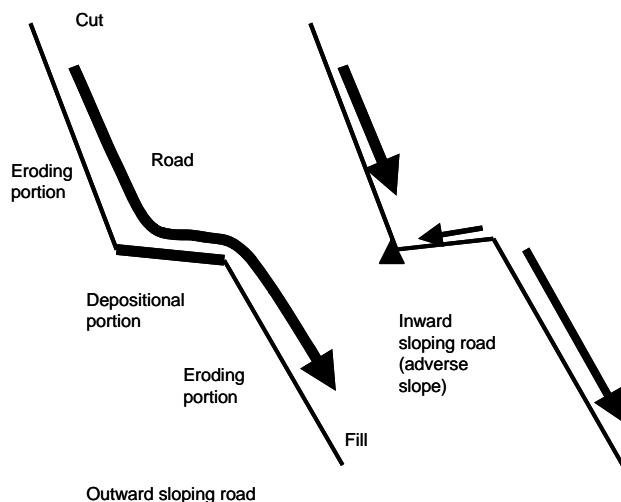 Cut
Road
Eroding
portion
Depositional
portion
Eroding
portion
Fill
Outward sloping road
Inward
sloping road
(adverse
slope)